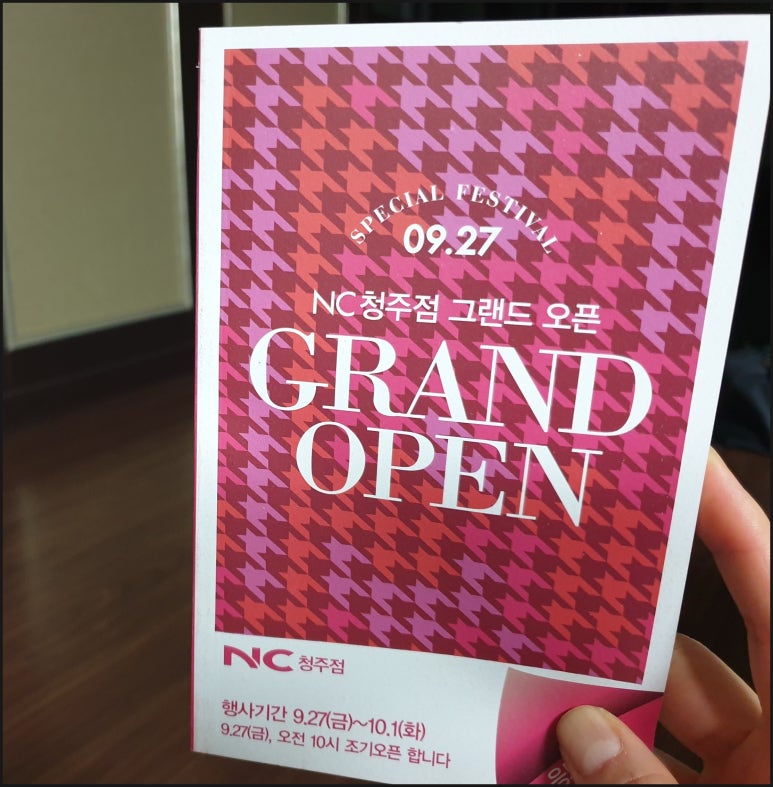 SPECIAL FESTIVAL
09.27
NC 청주점 그랜드 오픈
GRAND
OPEN
NC 청주점
행사기간 9.27(금)~10.1(화)
9.27(금), 오전 10시 조기오픈 합니다